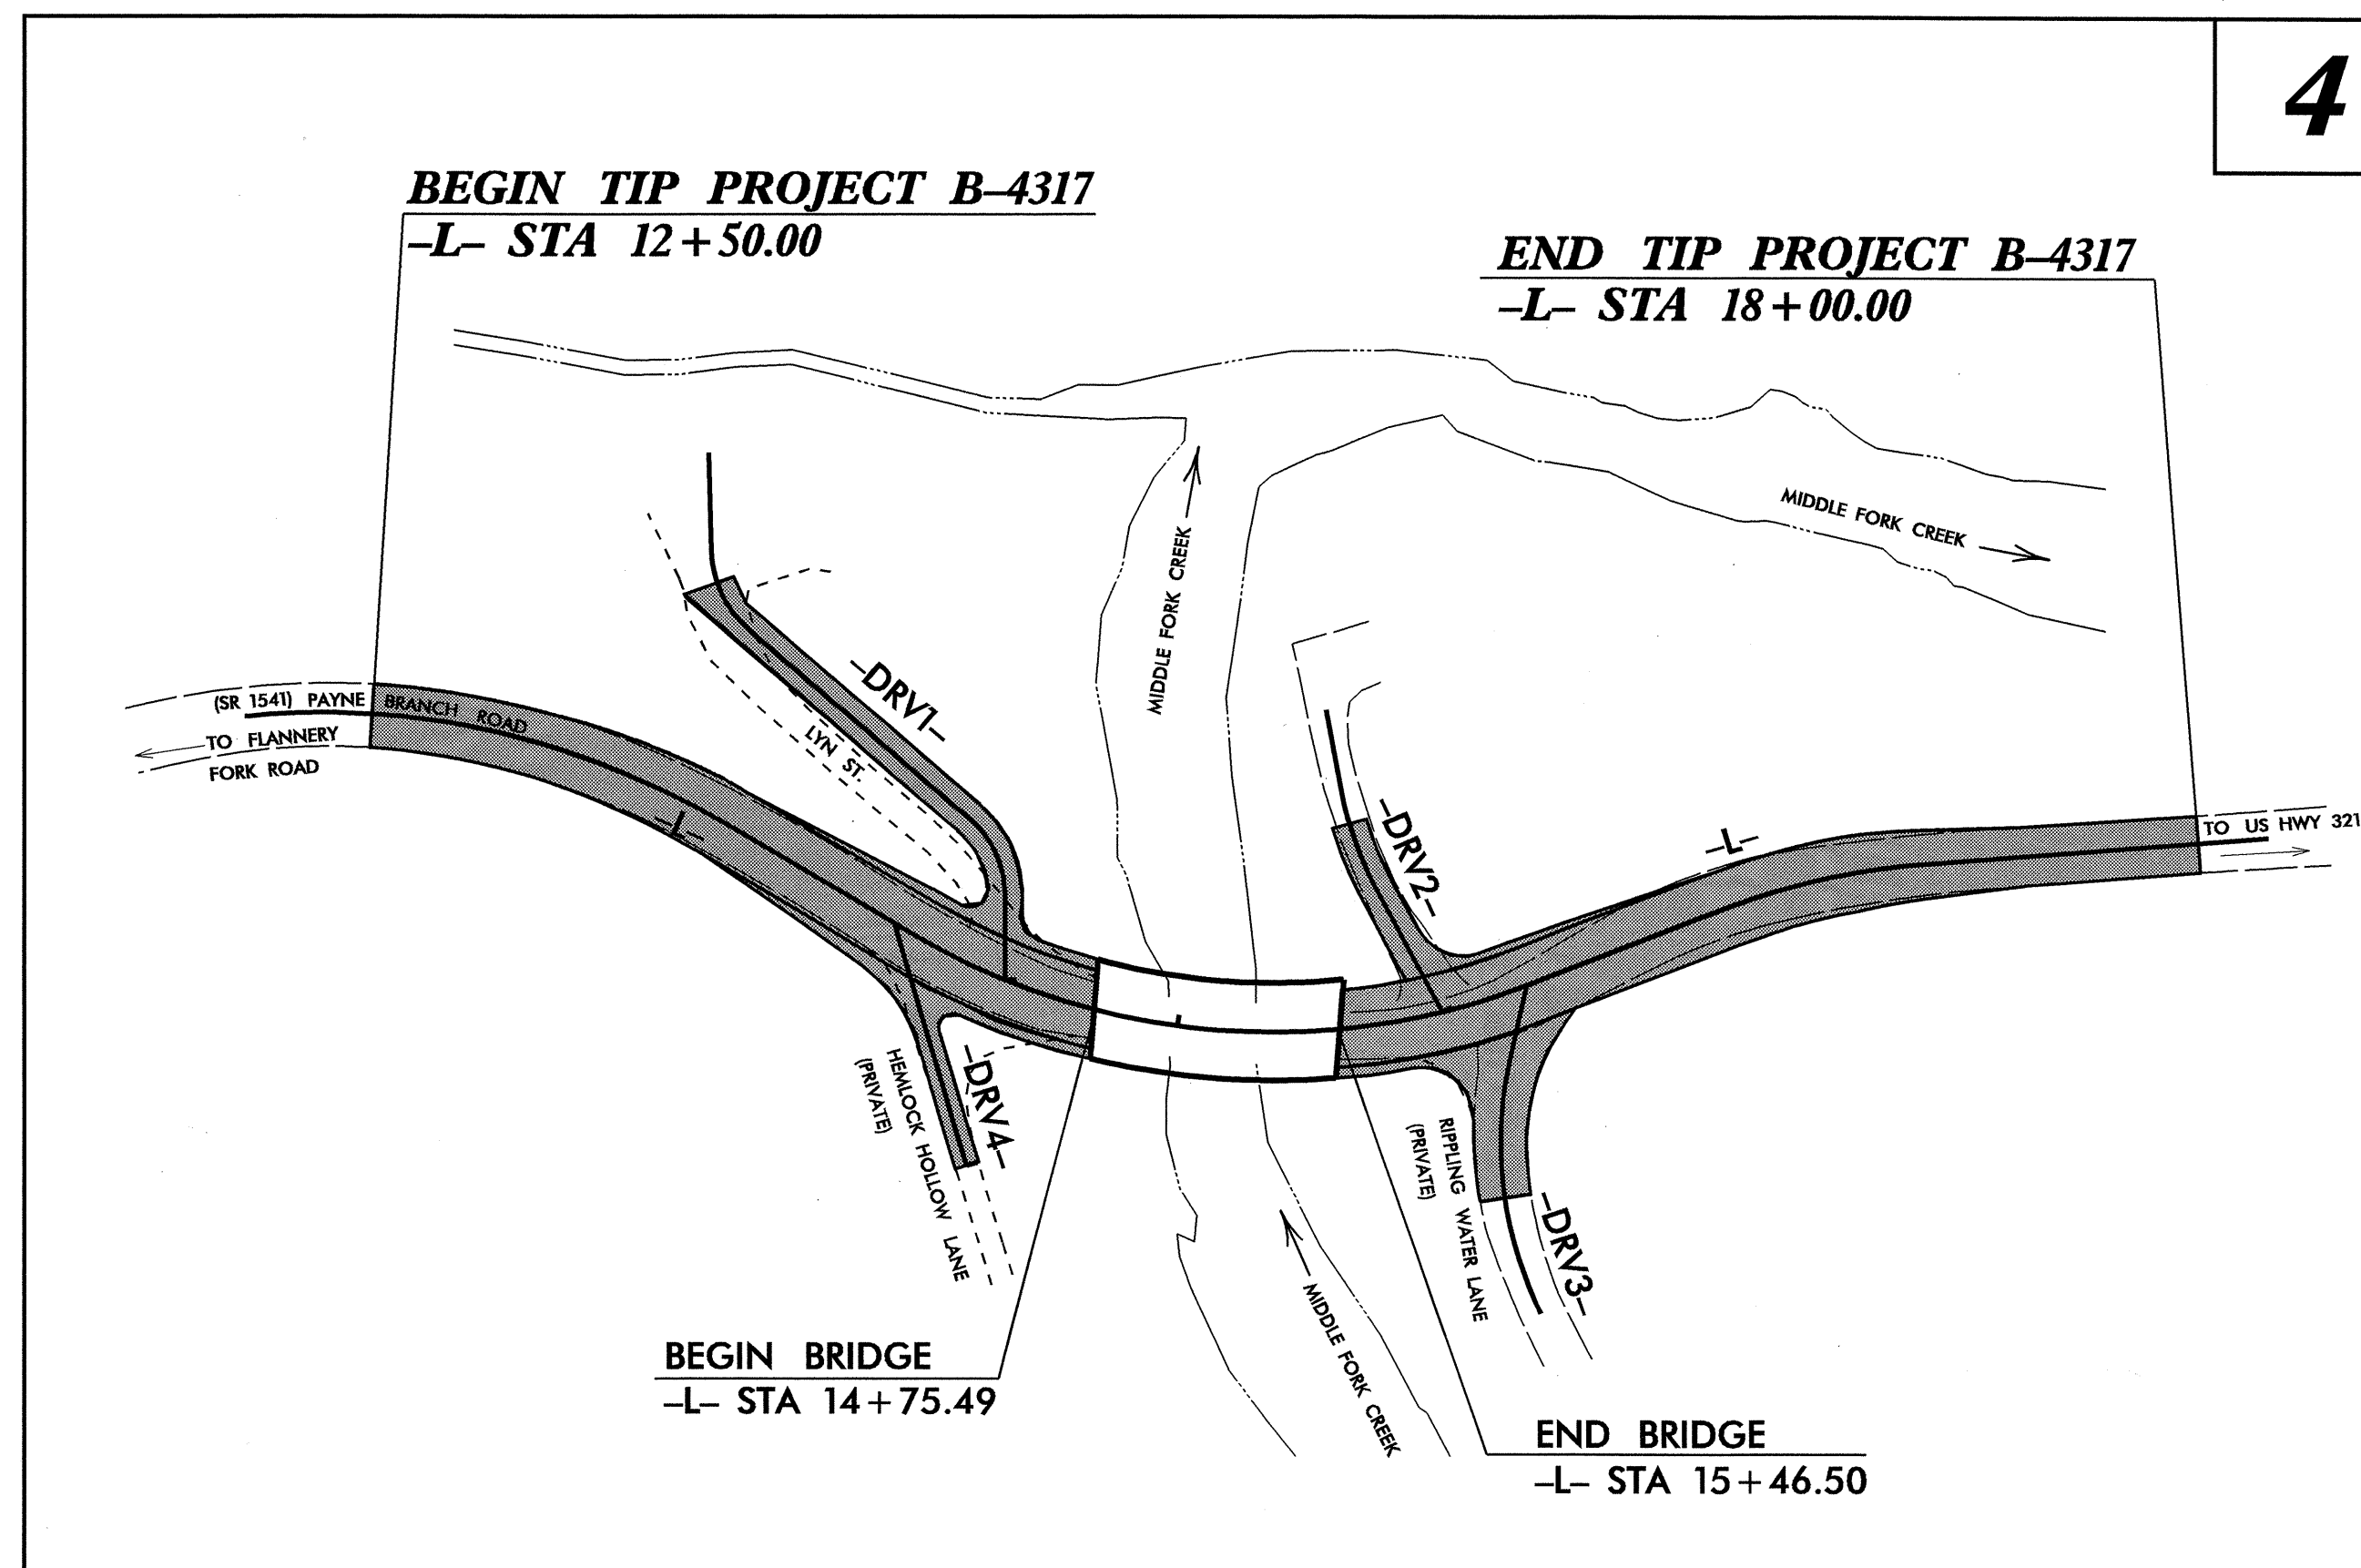 4
BEGIN TIP PROJECT B-4317
-L- STA 12+50.00
END TIP PROJECT B-4317
-L- STA 18+00.00
MIDDLE FORK CREEK
MIDDLE FORK CREEK
-DRV1-
LYN ST.
(SR 1541) PAYNE BRANCH ROAD
TO FLANNERY
FORK ROAD
-L-
-DRV2-
-L-
TO US HWY 321
HEMLOCK HOLLOW LANE
(PRIVATE)
-DRV4-
RIPPLING WATER LANE
(PRIVATE)
-DRV3-
MIDDLE FORK CREEK
BEGIN BRIDGE
-L- STA 14+75.49
END BRIDGE
-L- STA 15+46.50